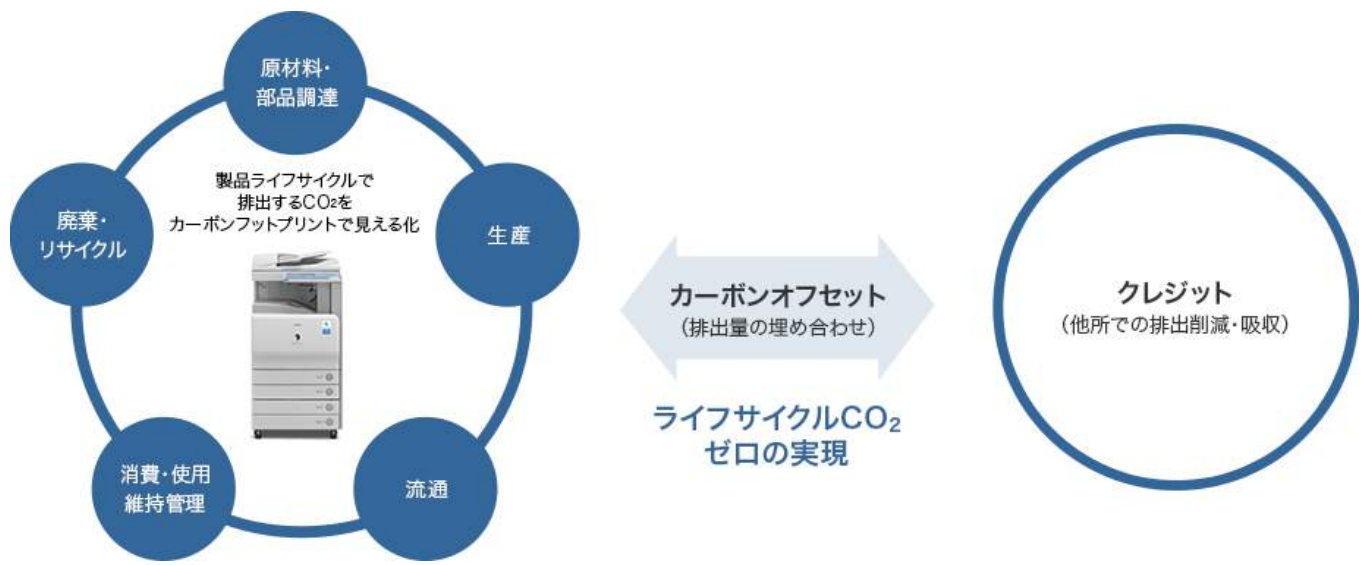 原材料・
部品調達
製品ライフサイクルで
排出するCO₂を
カーボンフットプリントで見える化
廃棄・
リサイクル
生産
消費・使用
維持管理
流通
カーボンオフセット
（排出量の埋め合わせ）
ライフサイクルCO₂
ゼロの実現
クレジット
（他所での排出削減・吸収）